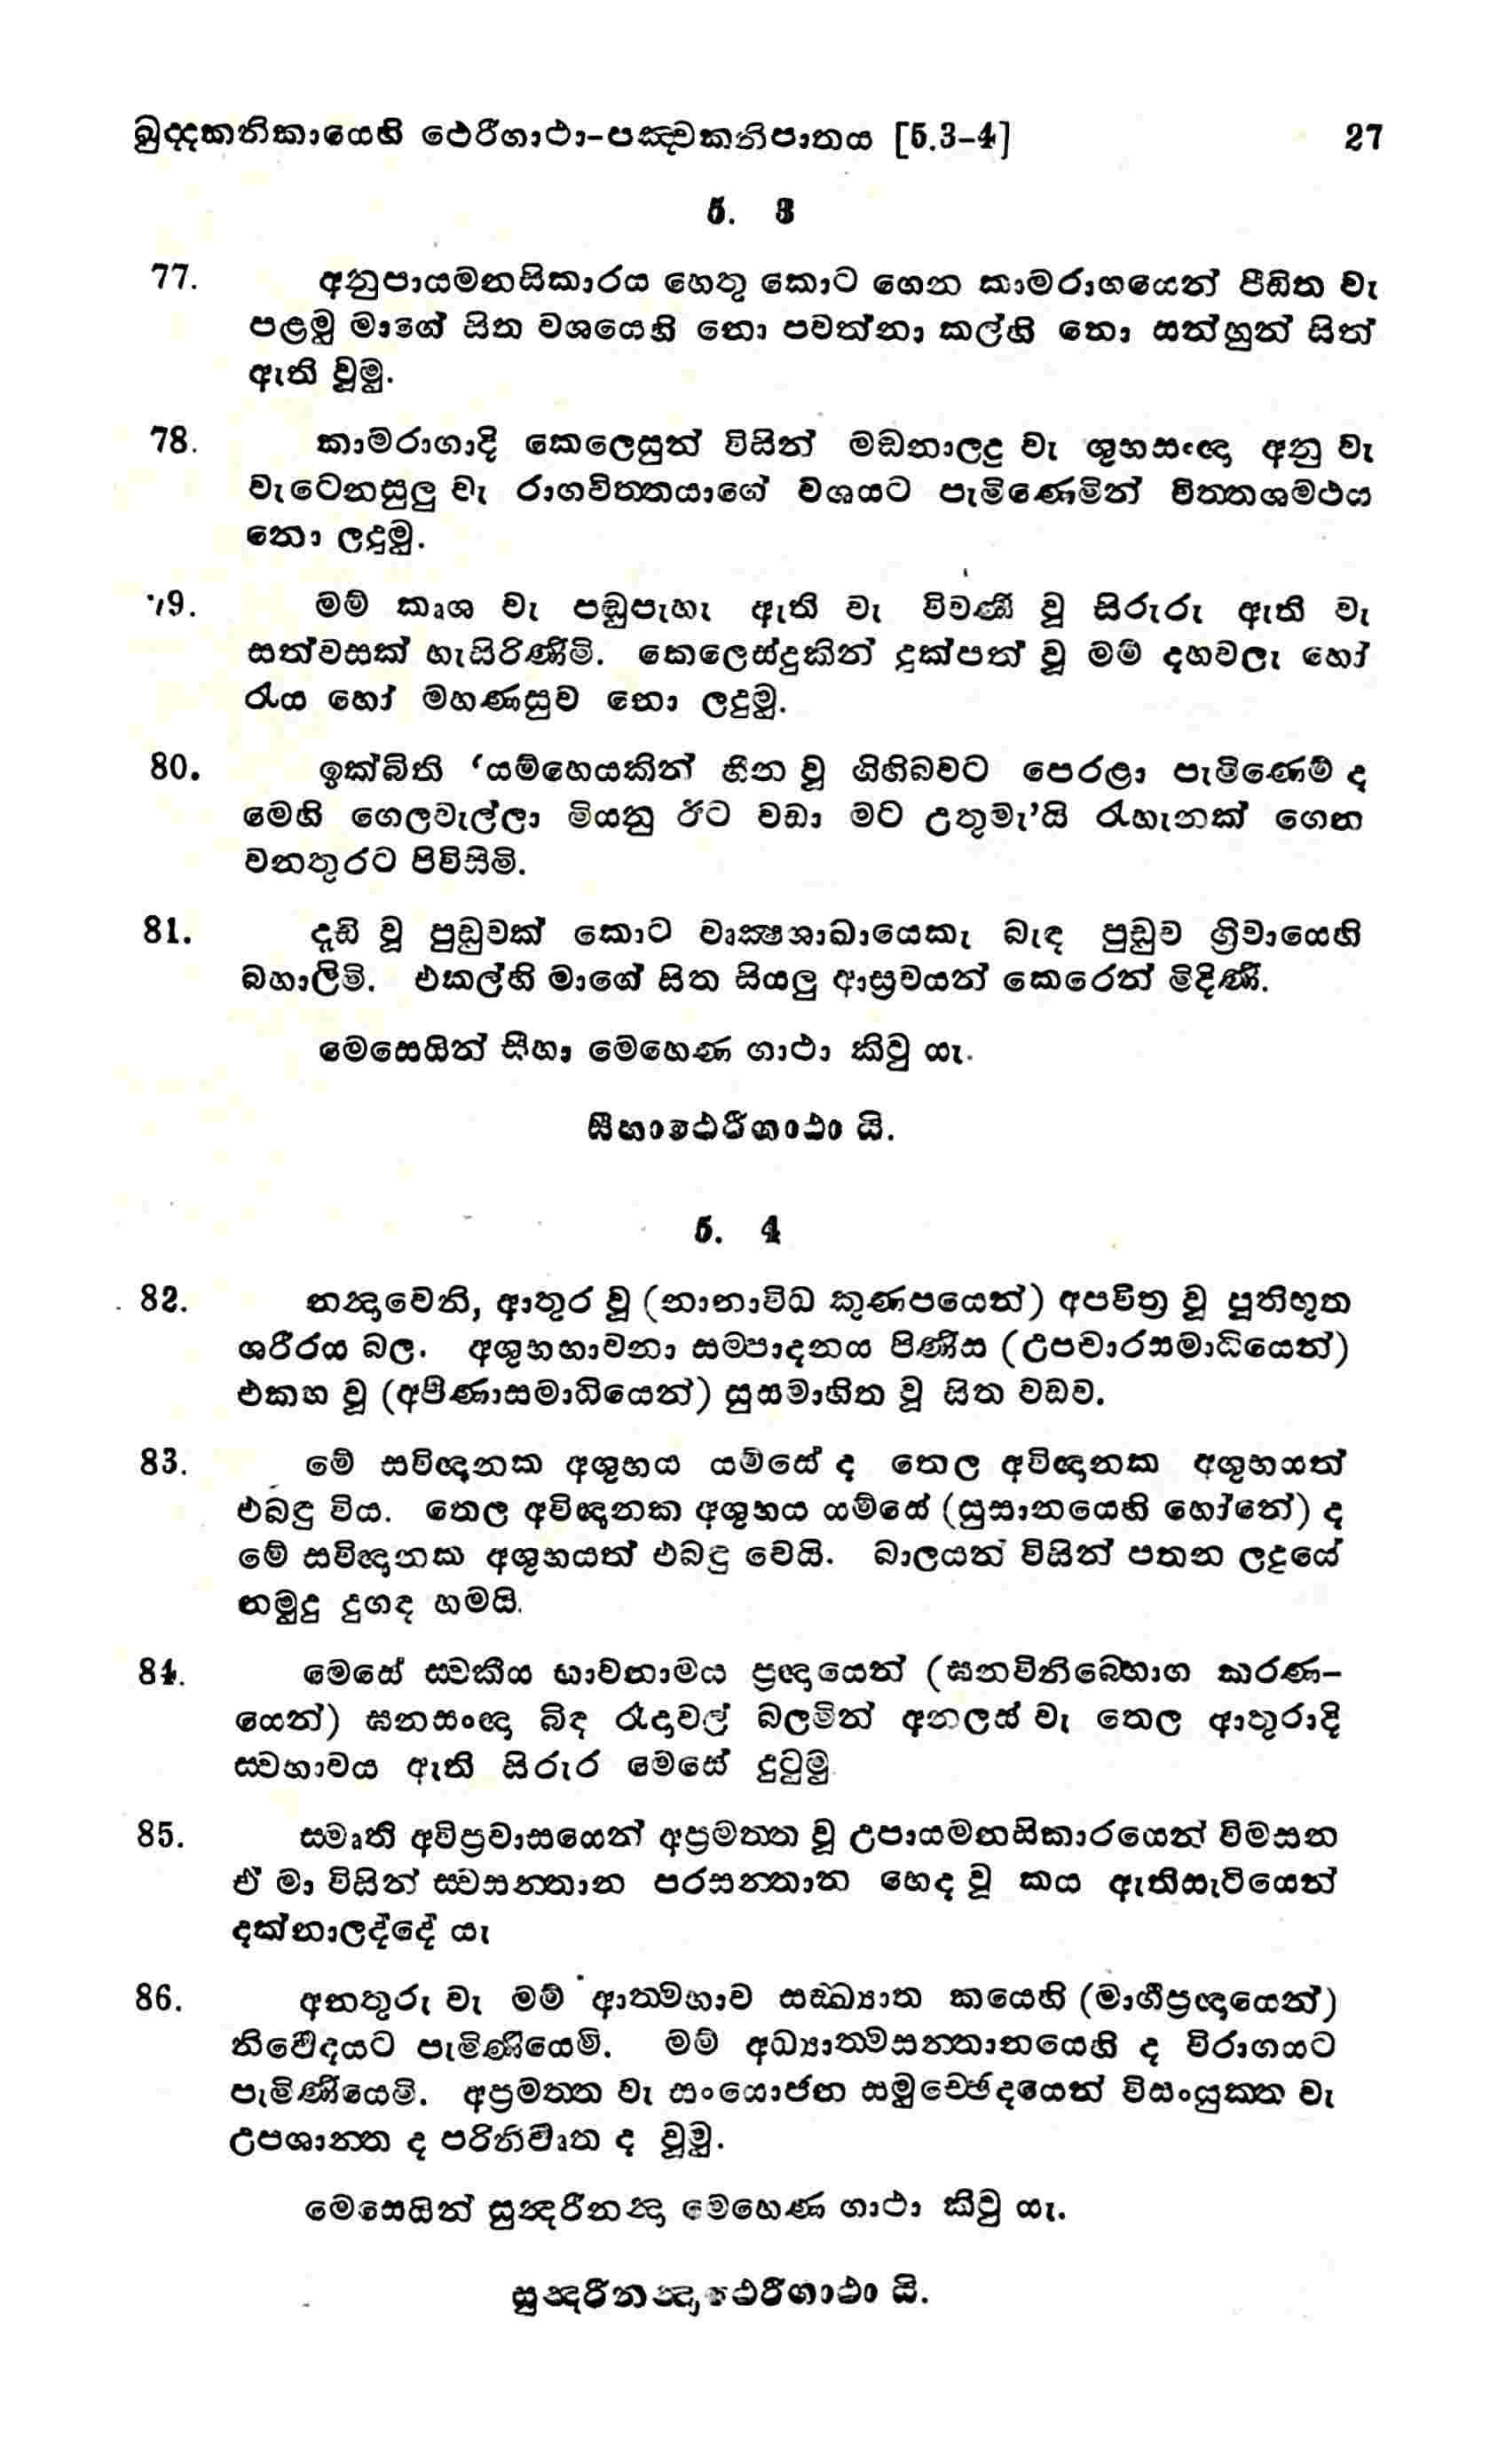 ඛුද්දකනිකායෙහි ථෙරීගාථා-පඤ්චකනිපාතය [5.3-4] 27
5. 3
77. අනුපායමනසිකාරය හෙතු කොට ගෙන කාමරාගයෙන් පීඩිත වැ
පළමු මාගේ සිත වශයෙහි නො පවත්නා කල්හි නො සන්හුන් සිත්
ඇති වූමු.
78. කාමරාගාදි කෙලෙසුන් විසින් මඩනාලදු වැ ශුභසංඥා අනු වැ
වැටෙනසුලු වැ රාගචිත්තයාගේ වශයට පැමිණෙමින් චිත්තශමථය
නො ලදුමු.
79. මම් කෘශ වැ පඬුපැහැ ඇති වැ විවර්ණ වූ සිරුරු ඇති වැ
සත්වසක් හැසිරිණිමි. කෙලෙස්දුකින් දුක්පත් වූ මම් දහවලැ හෝ
රැය හෝ මහණසුව නො ලදුමු.
80. ඉක්බිති ‘යම්හෙයකින් හීන වූ ගිහිබවට පෙරළා පැමිණෙම් ද
මෙහි ගෙලවැල්ලා මියනු ඊට වඩා මට උතුමැ’යි රැහැනක් ගෙන
වනතුරට පිවිසිමි.
81. දැඩි වූ පුඩුවක් කොට වෘක්ෂශාඛායෙකැ බැඳ පුඩුව ග්‍රීවායෙහි
බහාලිමි. එකල්හි මාගේ සිත සියලු ආස්‍රවයන් කෙරෙන් මිදිණි.
මෙසෙයින් සීහා මෙහෙණ ගාථා කිවු යැ.
සීහාථෙරීගාථා යි.
5. 4
82. නන්දාවෙනි, ආතුර වූ (නානාවිධ කුණපයෙන්) අපවිත්‍ර වූ පූතිභූත
ශරීරය බල. අශුභභාවනා සම්පාදනය පිණිස (උපචාරසමාධියෙන්)
එකඟ වූ (අර්පණාසමාධියෙන්) සුසමාහිත වූ සිත වඩව.
83. මේ සවිඥානක අශුභය යම්සේ ද තෙල අවිඥානක අශුභයත්
එබඳු විය. තෙල අවිඥානක අශුභය යම්සේ (සුසානයෙහි හෝනේ) ද
මේ සවිඥානක අශුභයත් එබඳු වෙයි. බාලයන් විසින් පතන ලදුයේ
නමුදු දුගඳ හමයි.
84. මෙසේ ස්වකීය භාවනාමය ප්‍රඥායෙන් (ඝනවිනිබ්භොග කරණ-
යෙන්) ඝනසංඥා බිඳ රෑදාවල් බලමින් අනලස් වැ තෙල ආතුරාදි
ස්වභාවය ඇති සිරුර මෙසේ දුටුමු
85. ස්මෘති අවිප්‍රවාසයෙන් අප්‍රමත්ත වූ උපායමනසිකාරයෙන් විමසන
ඒ මා විසින් ස්වසන්තාන පරසන්තාන භෙද වූ කය ඇතිසැටියෙන්
දක්නාලද්දේ යැ
86. අනතුරු වැ මම් ආත්මභාව සඞ්ඛ්‍යාත කයෙහි (මාර්ගප්‍රඥායෙන්)
නිර්වේදයට පැමිණියෙමි. මම් අධ්‍යාත්මසන්තානයෙහි ද විරාගයට
පැමිණියෙමි. අප්‍රමත්ත වැ සංයොජන සමුච්ඡේදයෙන් විසංයුක්ත වැ
උපශාන්ත ද පරිනිර්වෘත ද වූමු.
මෙසෙයින් සුන්දරීනන්දා මෙහෙණ ගාථා කිවු යැ.
සුන්දරීනන්දාථෙරීගාථා යි.